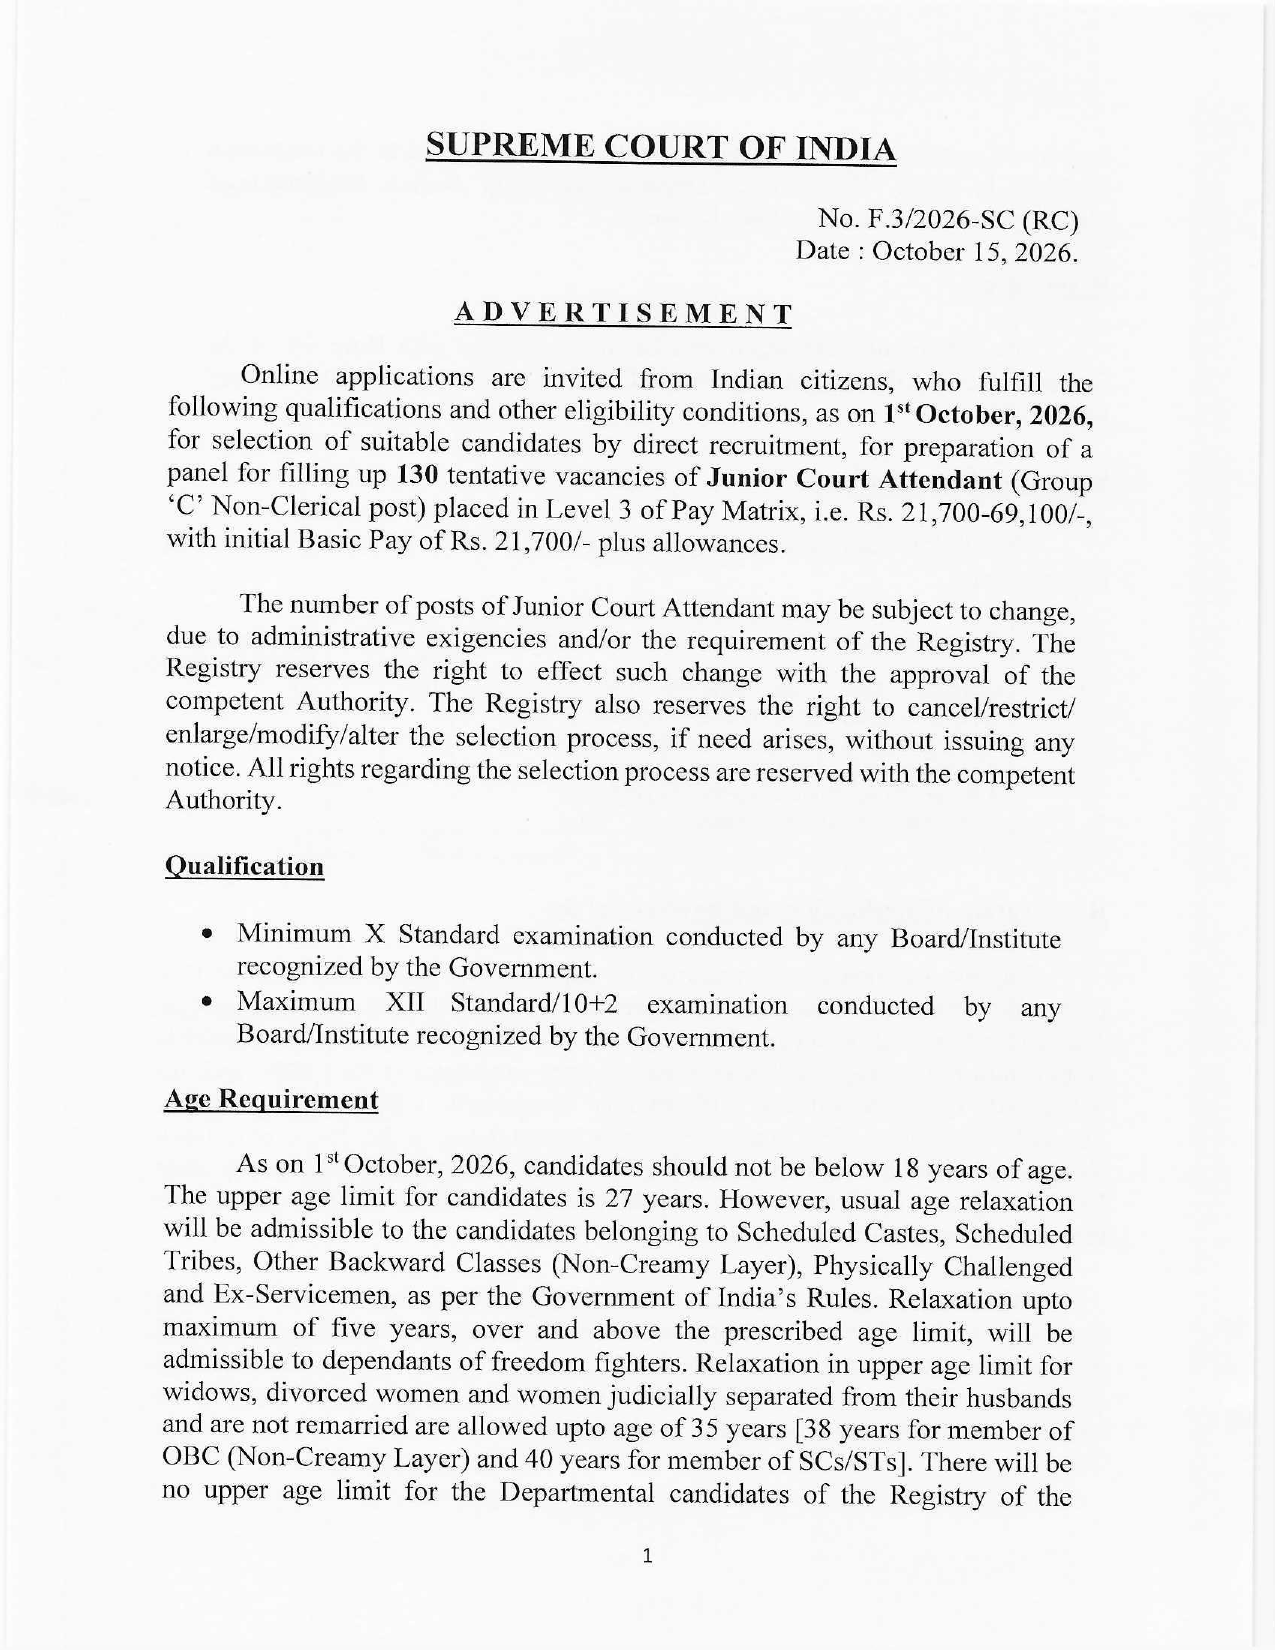 SUPREME COURT OF INDIA
No. F.3/2026-SC (RC)
Date : October 15, 2026.
ADVERTISEMENT
Online applications are invited from Indian citizens, who fulfill the
following qualifications and other eligibility conditions, as on 1st October, 2026,
for selection of suitable candidates by direct recruitment, for preparation of a
panel for filling up 130 tentative vacancies of Junior Court Attendant (Group
‘C’ Non-Clerical post) placed in Level 3 of Pay Matrix, i.e. Rs. 21,700-69,100/-,
with initial Basic Pay of Rs. 21,700/- plus allowances.
The number of posts of Junior Court Attendant may be subject to change,
due to administrative exigencies and/or the requirement of the Registry. The
Registry reserves the right to effect such change with the approval of the
competent Authority. The Registry also reserves the right to cancel/restrict/
enlarge/modify/alter the selection process, if need arises, without issuing any
notice. All rights regarding the selection process are reserved with the competent
Authority.
Qualification
• Minimum X Standard examination conducted by any Board/Institute
recognized by the Government.
• Maximum XII Standard/10+2 examination conducted by any
Board/Institute recognized by the Government.
Age Requirement
As on 1st October, 2026, candidates should not be below 18 years of age.
The upper age limit for candidates is 27 years. However, usual age relaxation
will be admissible to the candidates belonging to Scheduled Castes, Scheduled
Tribes, Other Backward Classes (Non-Creamy Layer), Physically Challenged
and Ex-Servicemen, as per the Government of India’s Rules. Relaxation upto
maximum of five years, over and above the prescribed age limit, will be
admissible to dependants of freedom fighters. Relaxation in upper age limit for
widows, divorced women and women judicially separated from their husbands
and are not remarried are allowed upto age of 35 years [38 years for member of
OBC (Non-Creamy Layer) and 40 years for member of SCs/STs]. There will be
no upper age limit for the Departmental candidates of the Registry of the
1